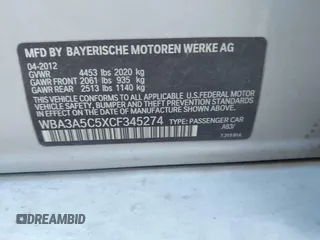 MFD BY BAYERISCHE MOTOREN WERKE AG
04-2012
GVWR 4453 lbs 2020 kg
GAWR FRONT 2061 lbs 935 kg
GAWR REAR 2513 lbs 1140 kg
THIS VEHICLE CONFORMS TO ALL APPLICABLE U.S.FEDERAL MOTOR
VEHICLE SAFETY, BUMPER, AND THEFT PREVENTION STANDARDS
IN EFFECT ON THE DATE OF MANUFACTURE SHOWN ABOVE.
WBA3A5C5XCF345274 TYPE: PASSENGER CAR
A83/
DREAMBID